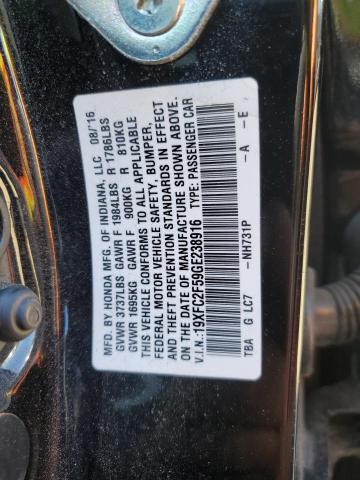 MFD. BY HONDA MFG. OF INDIANA, LLC 08/16
GVWR 3737LBS GAWR F 1984LBS R 1786LBS
GVWR 1695KG GAWR F 900KG R 810KG
THIS VEHICLE CONFORMS TO ALL APPLICABLE
FEDERAL MOTOR VEHICLE SAFETY, BUMPER,
AND THEFT PREVENTION STANDARDS IN EFFECT
ON THE DATE OF MANUFACTURE SHOWN ABOVE.
V.I.N.:19XFC2F59GE238916 TYPE: PASSENGER CAR
TBA G LC7 -NH731P -A -E